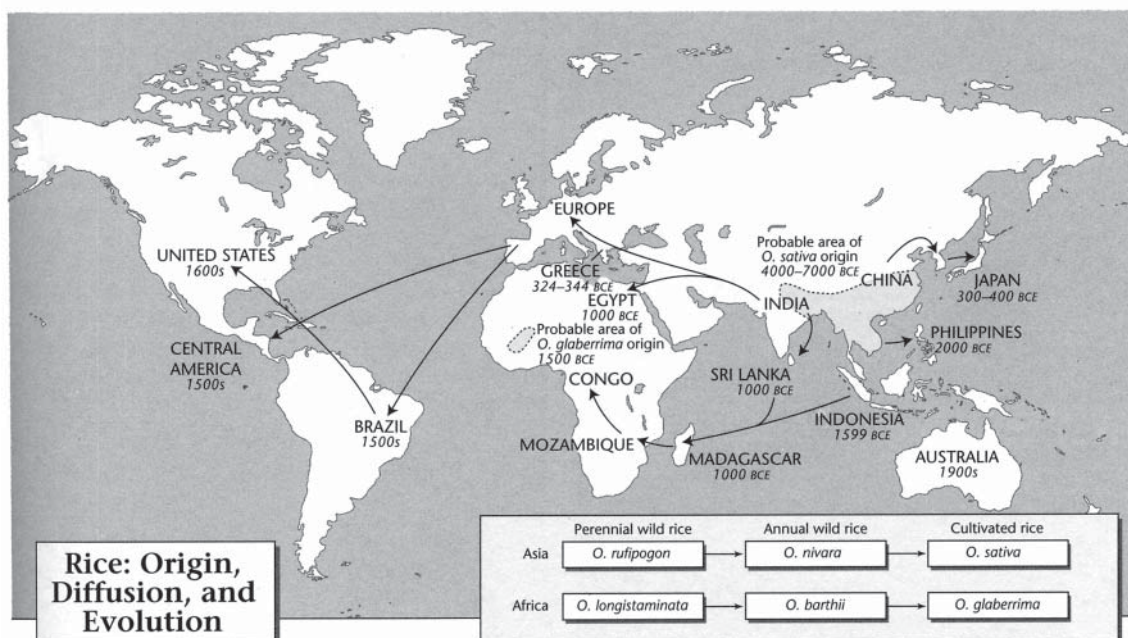 EUROPE
Probable area of
O. sativa origin
4000–7000 BCE
UNITED STATES
1600s
GREECE
324–344 BCE
CHINA
JAPAN
300–400 BCE
EGYPT
1000 BCE
INDIA
Probable area of
O. glaberrima origin
1500 BCE
PHILIPPINES
2000 BCE
CENTRAL
AMERICA
1500s
CONGO
SRI LANKA
1000 BCE
BRAZIL
1500s
MOZAMBIQUE
INDONESIA
1599 BCE
MADAGASCAR
1000 BCE
AUSTRALIA
1900s
Rice: Origin,
Diffusion, and
Evolution
Perennial wild rice Annual wild rice Cultivated rice
Asia O. rufipogon O. nivara O. sativa
Africa O. longistaminata O. barthii O. glaberrima